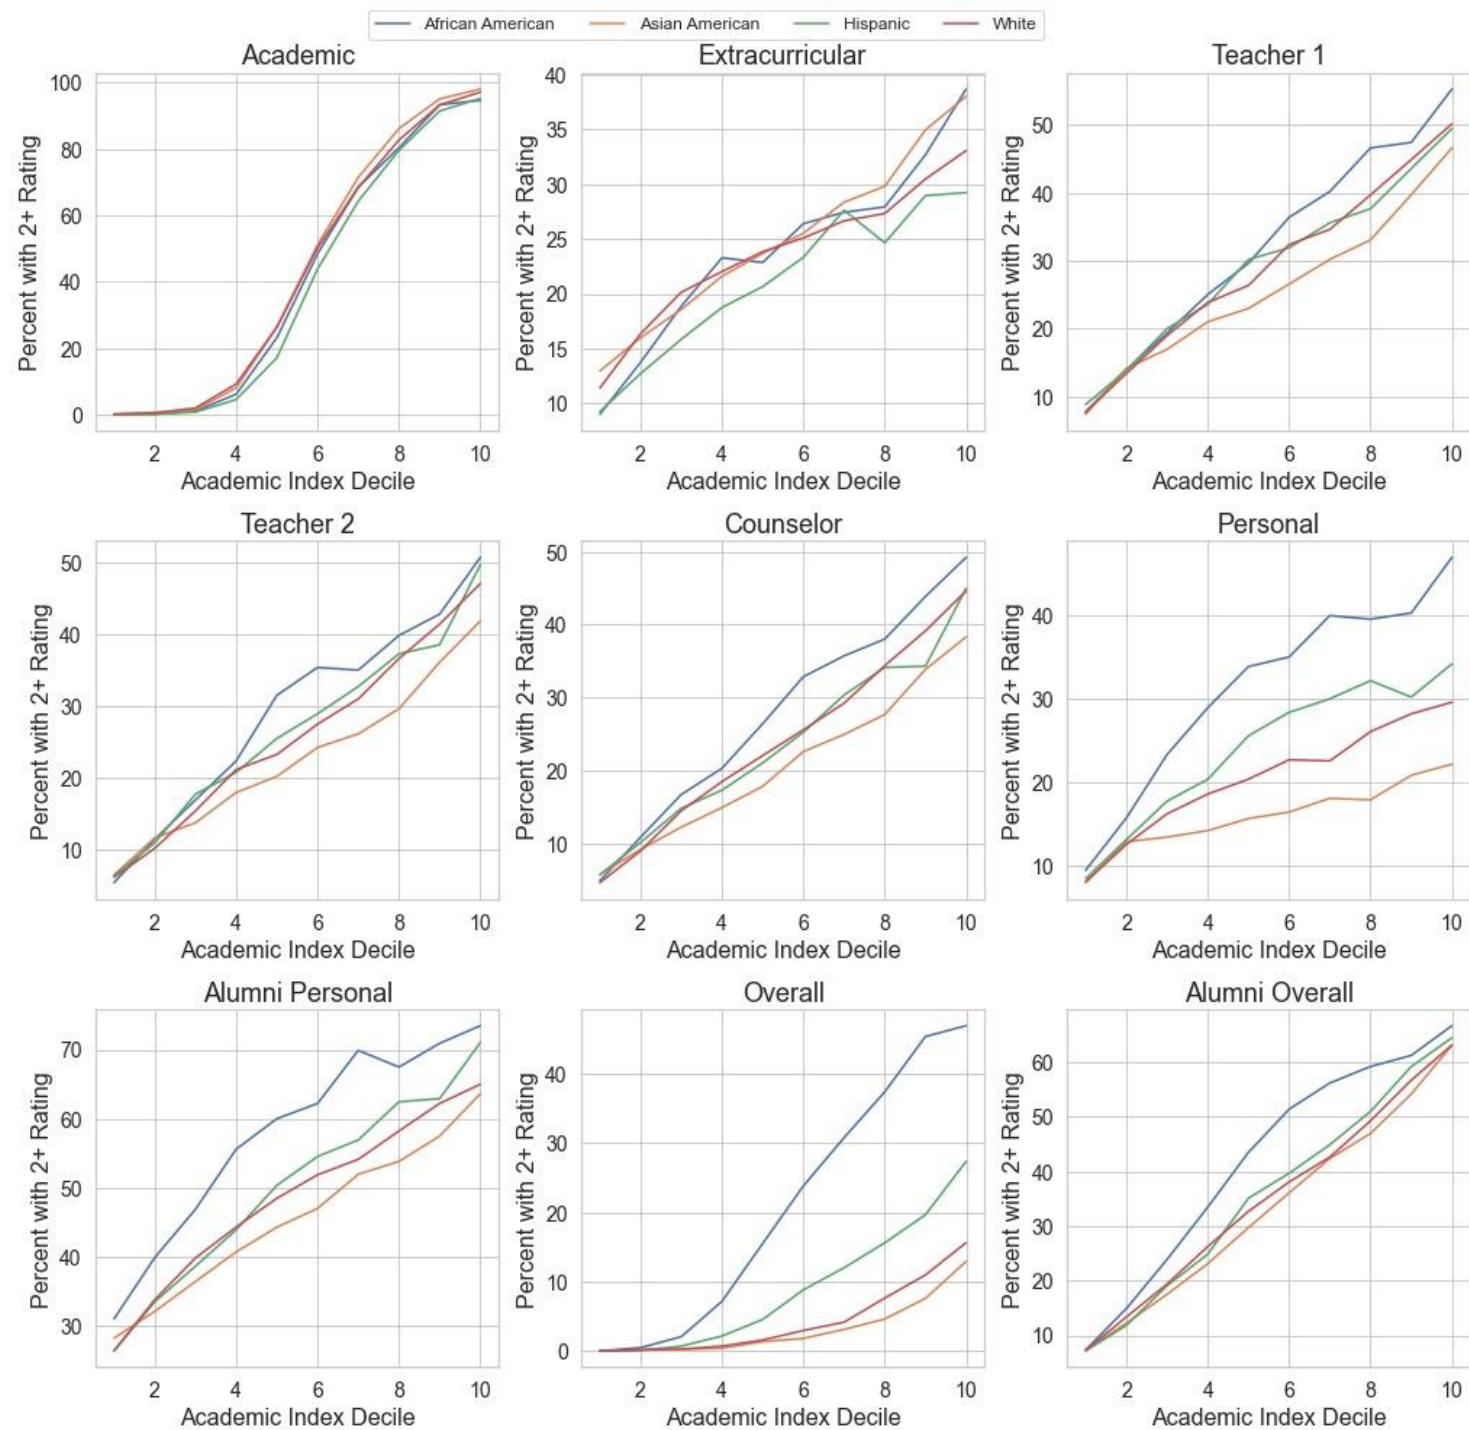 African American Asian American Hispanic White
Academic Extracurricular Teacher 1
Percent with 2+ Rating
100
80
60
40
20
0
2 4 6 8 10
Academic Index Decile
Percent with 2+ Rating
40
35
30
25
20
15
10
2 4 6 8 10
Academic Index Decile
Percent with 2+ Rating
50
40
30
20
10
2 4 6 8 10
Academic Index Decile
Teacher 2 Counselor Personal
Percent with 2+ Rating
50
40
30
20
10
2 4 6 8 10
Academic Index Decile
Percent with 2+ Rating
50
40
30
20
10
2 4 6 8 10
Academic Index Decile
Percent with 2+ Rating
40
30
20
10
2 4 6 8 10
Academic Index Decile
Alumni Personal Overall Alumni Overall
Percent with 2+ Rating
70
60
50
40
30
2 4 6 8 10
Academic Index Decile
Percent with 2+ Rating
40
30
20
10
0
2 4 6 8 10
Academic Index Decile
Percent with 2+ Rating
60
50
40
30
20
10
2 4 6 8 10
Academic Index Decile